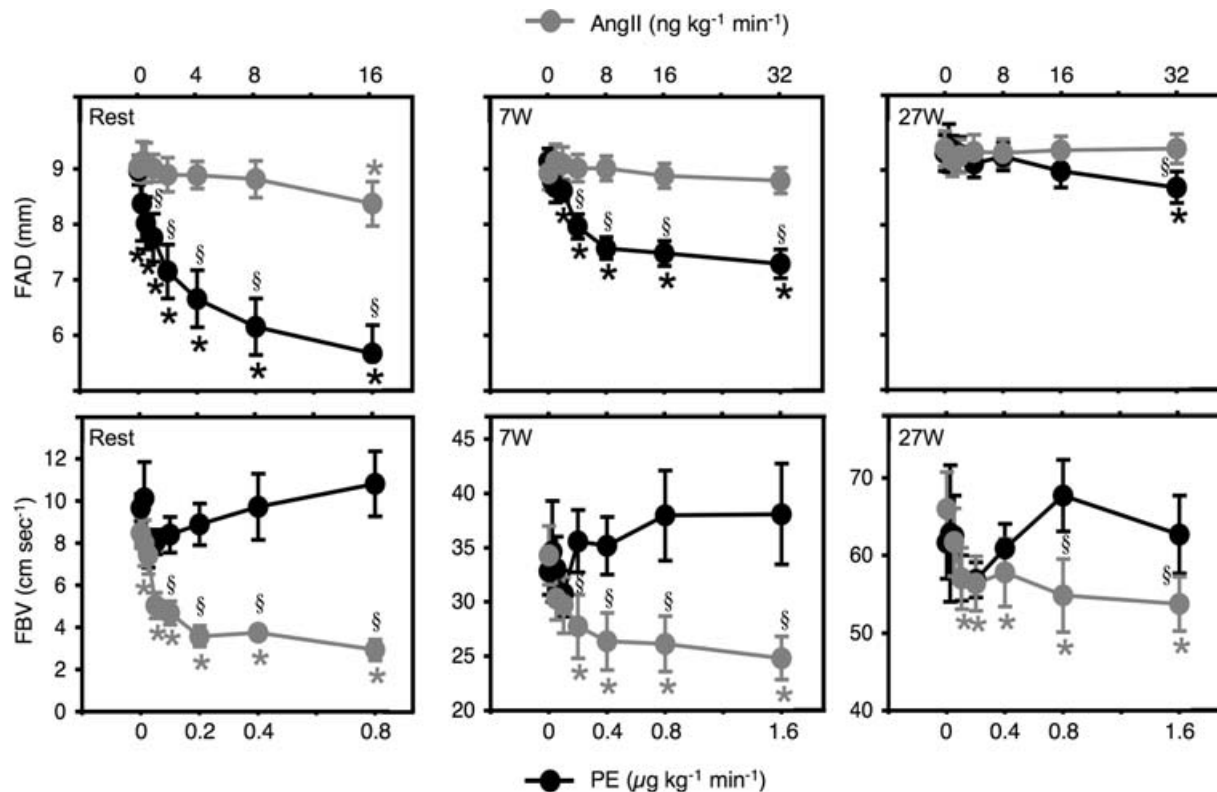 AngII (ng kg-1 min-1)
0 4 8 16
0 8 16 32
0 8 16 32
Rest
7W
27W
FAD (mm)
9
8
7
6
* § * * § * § * § * § * § *
* § * § * § * § *
§ *
Rest
7W
27W
FBV (cm sec-1)
14
12
10
8
6
4
2
0
45
40
35
30
25
20
70
60
50
40
* § * * § * § * § *
§ * § * § * § *
* * * § * § *
0 0.2 0.4 0.8
0 0.4 0.8 1.6
0 0.4 0.8 1.6
PE (µg kg-1 min-1)